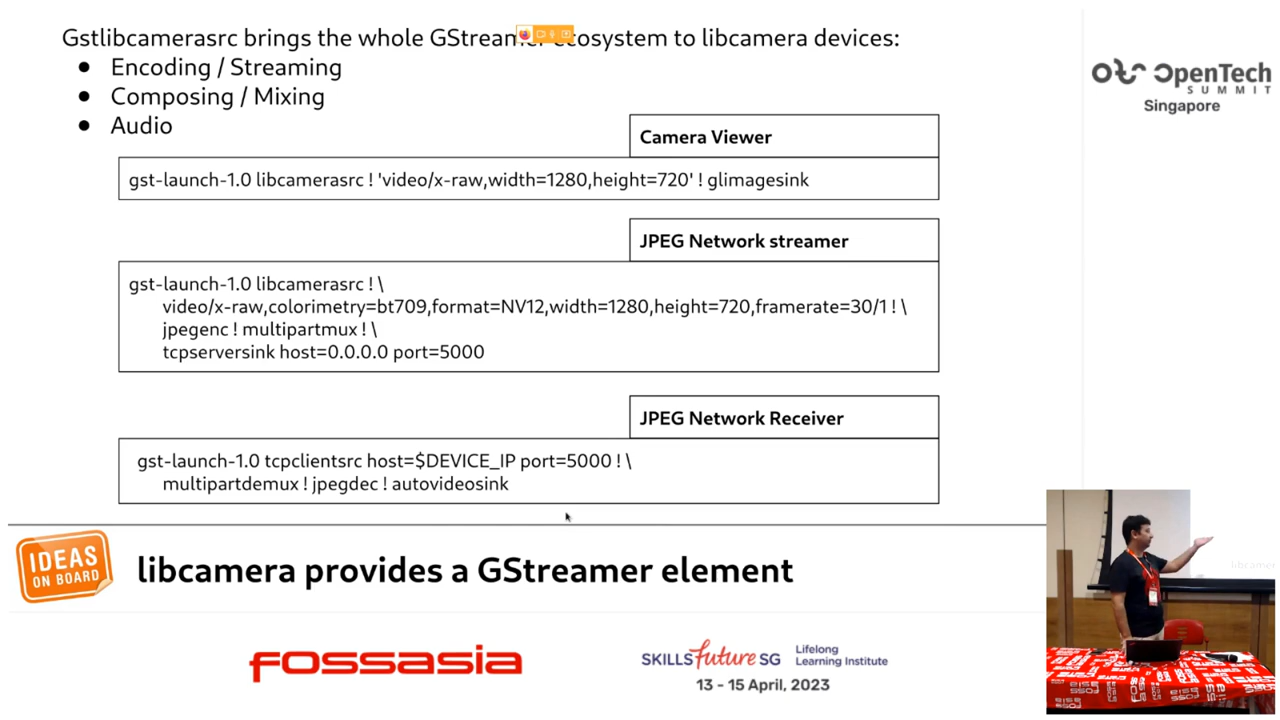 Gstlibcamerasrc brings the whole GStreamer ecosystem to libcamera devices:
● Encoding / Streaming
● Composing / Mixing
● Audio
OpenTech
SUMMIT
Singapore
Camera Viewer
gst-launch-1.0 libcamerasrc ! 'video/x-raw,width=1280,height=720' ! glimagesink
JPEG Network streamer
gst-launch-1.0 libcamerasrc ! \
video/x-raw,colorimetry=bt709,format=NV12,width=1280,height=720,framerate=30/1 ! \
jpegenc ! multipartmux ! \
tcpserversink host=0.0.0.0 port=5000
JPEG Network Receiver
gst-launch-1.0 tcpclientsrc host=$DEVICE_IP port=5000 ! \
multipartdemux ! jpegdec ! autovideosink
IDEAS
ON BOARD
libcamera provides a GStreamer element
FOSSASIA
SKILLS future SG
Lifelong
Learning Institute
13 - 15 April, 2023